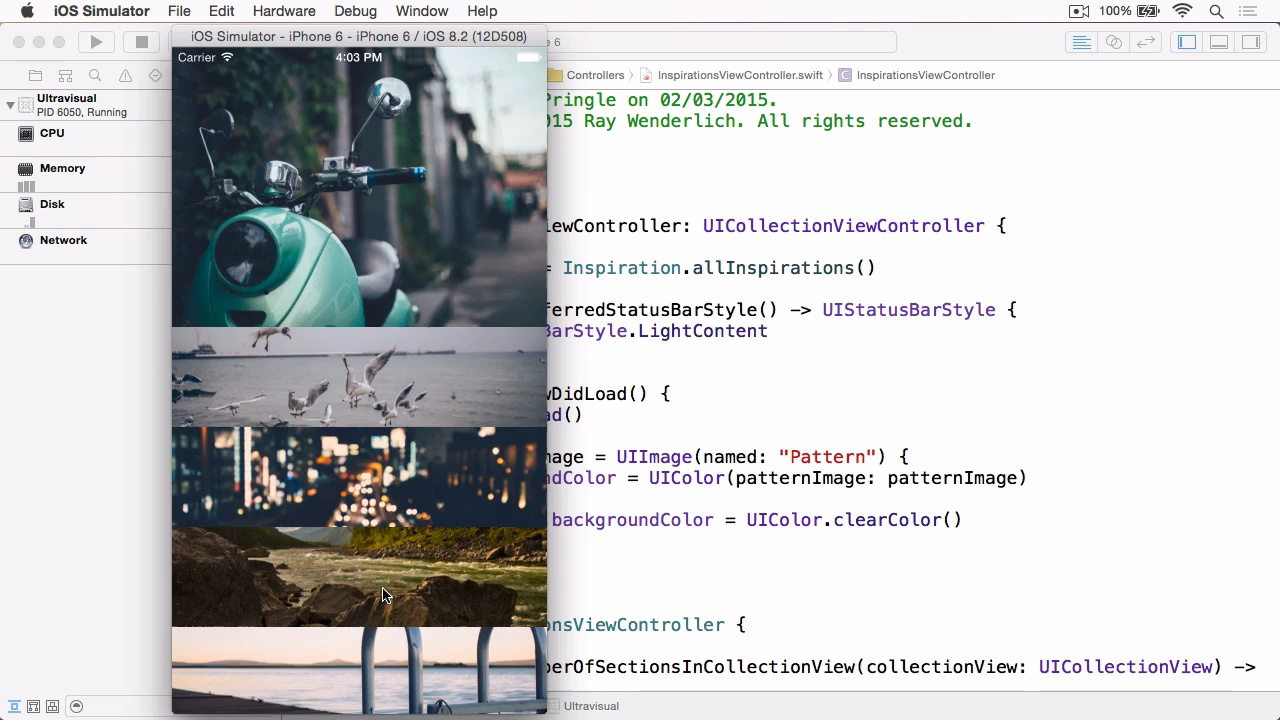 iOS Simulator File Edit Hardware Debug Window Help 100%
iOS Simulator - iPhone 6 - iPhone 6 / iOS 8.2 (12D508)
6
Carrier 4:03 PM
Controllers InspirationsViewController.swift C InspirationsViewController
Ultravisual
PID 6050, Running
CPU
Memory
Disk
Network
Pringle on 02/03/2015.
15 Ray Wenderlich. All rights reserved.
iewController: UICollectionViewController {
= Inspiration.allInspirations()
ferredStatusBarStyle() -> UIStatusBarStyle {
BarStyle.LightContent
wDidLoad() {
ad()
mage = UIImage(named: "Pattern") {
ndColor = UIColor(patternImage: patternImage)
backgroundColor = UIColor.clearColor()
onsViewController {
berOfSectionsInCollectionView(collectionView: UICollectionView) ->
Ultravisual